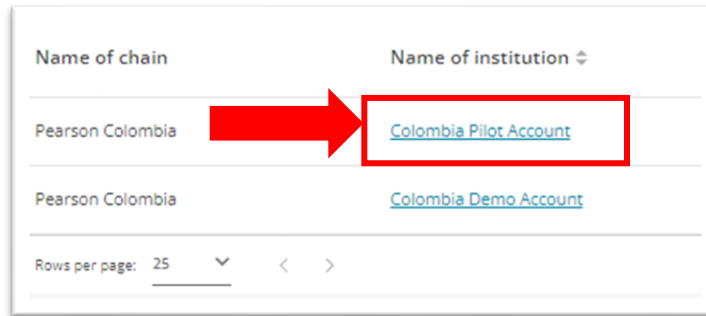 Name of chain Name of institution
Pearson Colombia Colombia Pilot Account
Pearson Colombia Colombia Demo Account
Rows per page: 25